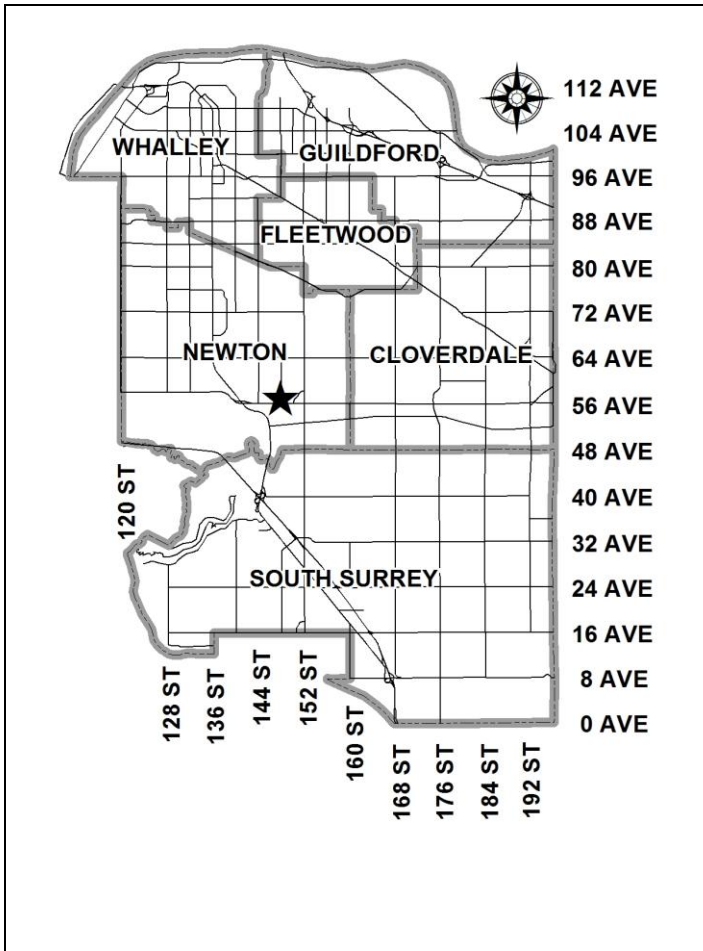 112 AVE
104 AVE
WHALLEY
GUILDFORD
96 AVE
88 AVE
FLEETWOOD
80 AVE
72 AVE
NEWTON
CLOVERDALE
64 AVE
56 AVE
48 AVE
120 ST
40 AVE
32 AVE
SOUTH SURREY
24 AVE
16 AVE
8 AVE
0 AVE
128 ST
136 ST
144 ST
152 ST
160 ST
168 ST
176 ST
184 ST
192 ST